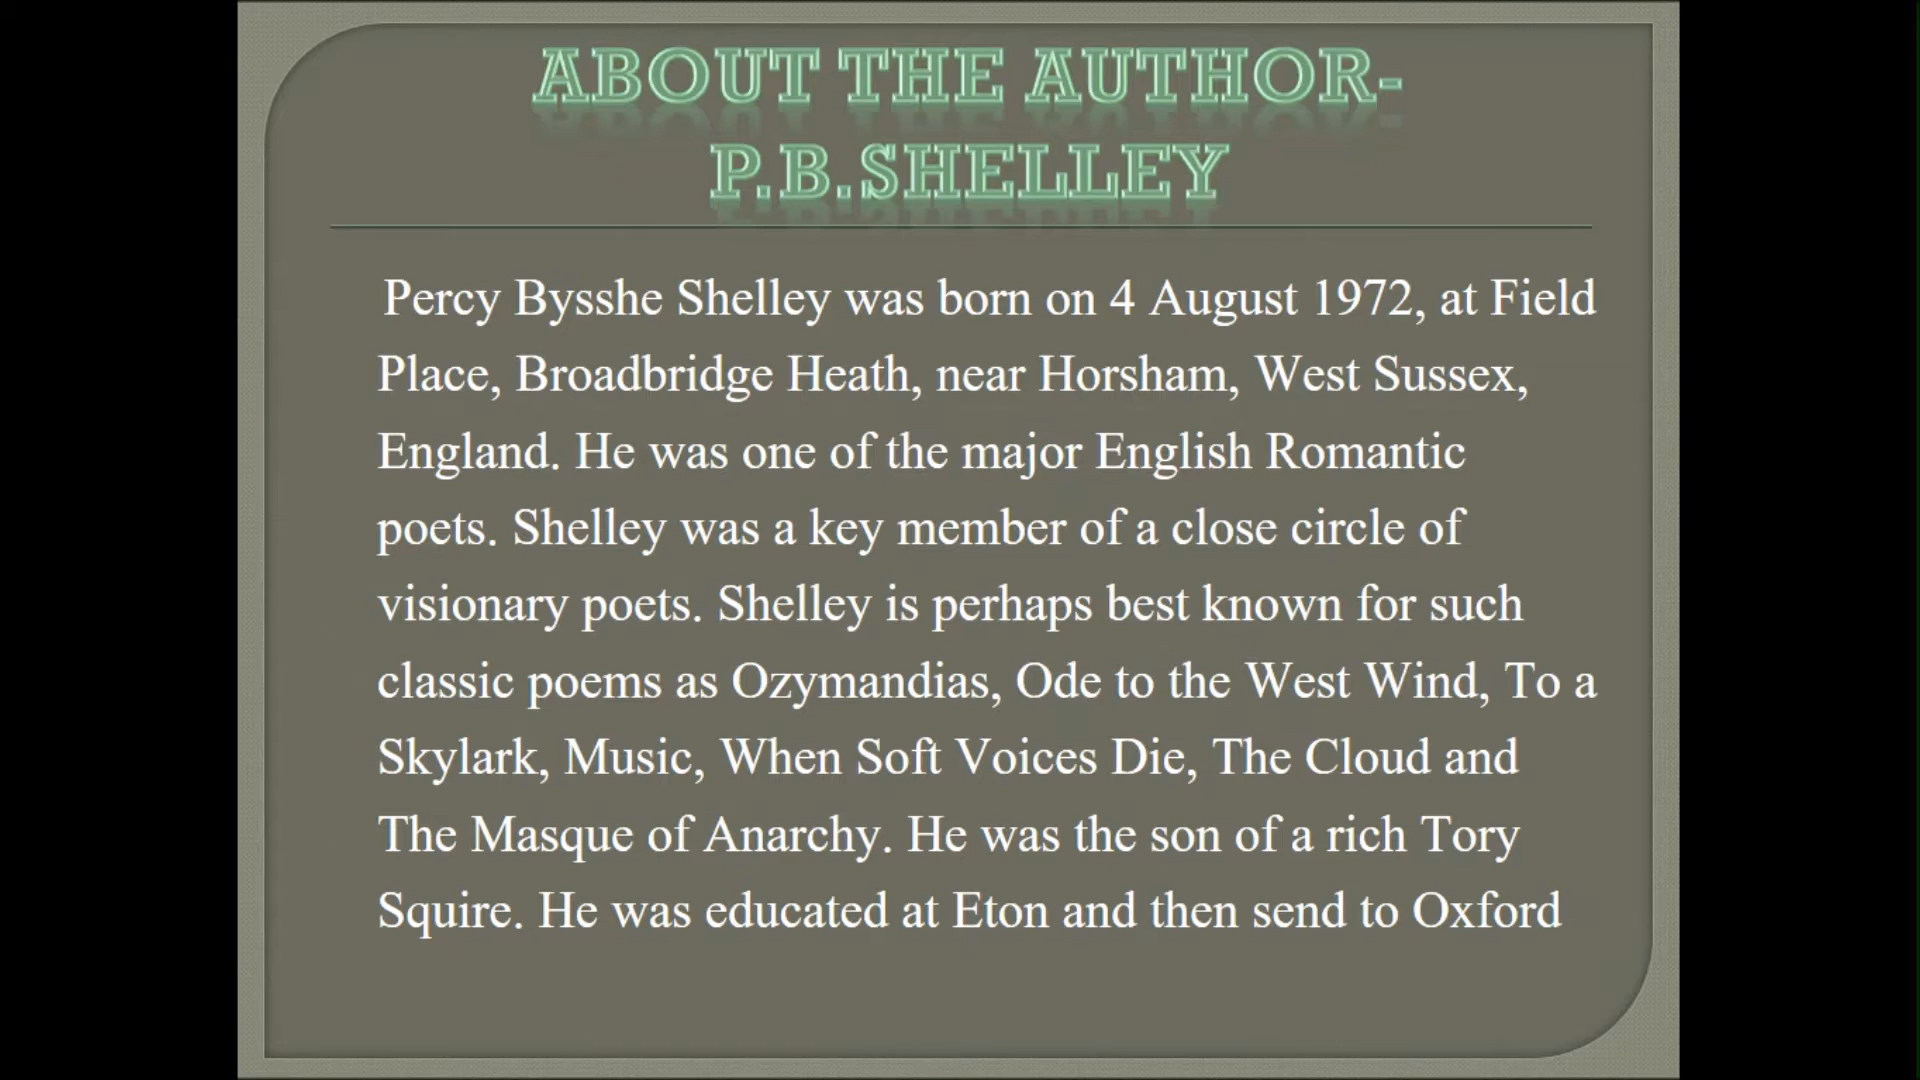 ABOUT THE AUTHOR-
P.B.SHELLEY
Percy Bysshe Shelley was born on 4 August 1972, at Field
Place, Broadbridge Heath, near Horsham, West Sussex,
England. He was one of the major English Romantic
poets. Shelley was a key member of a close circle of
visionary poets. Shelley is perhaps best known for such
classic poems as Ozymandias, Ode to the West Wind, To a
Skylark, Music, When Soft Voices Die, The Cloud and
The Masque of Anarchy. He was the son of a rich Tory
Squire. He was educated at Eton and then send to Oxford